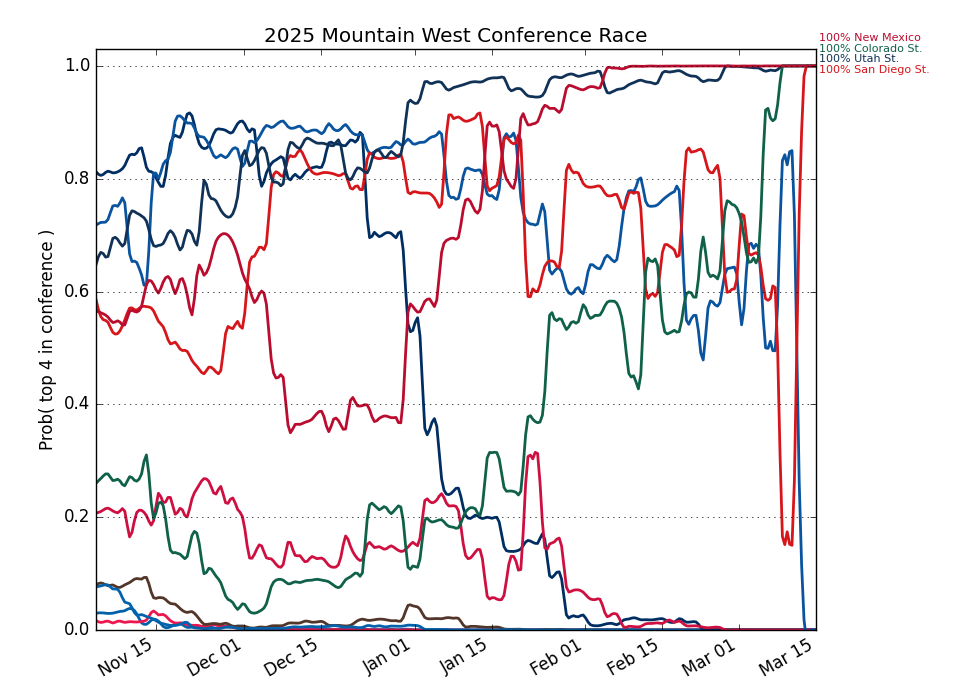 2025 Mountain West Conference Race
100% New Mexico
100% Colorado St.
100% Utah St.
100% San Diego St.
Prob( top 4 in conference )
1.0
0.8
0.6
0.4
0.2
0.0
Nov 15
Dec 01
Dec 15
Jan 01
Jan 15
Feb 01
Feb 15
Mar 01
Mar 15